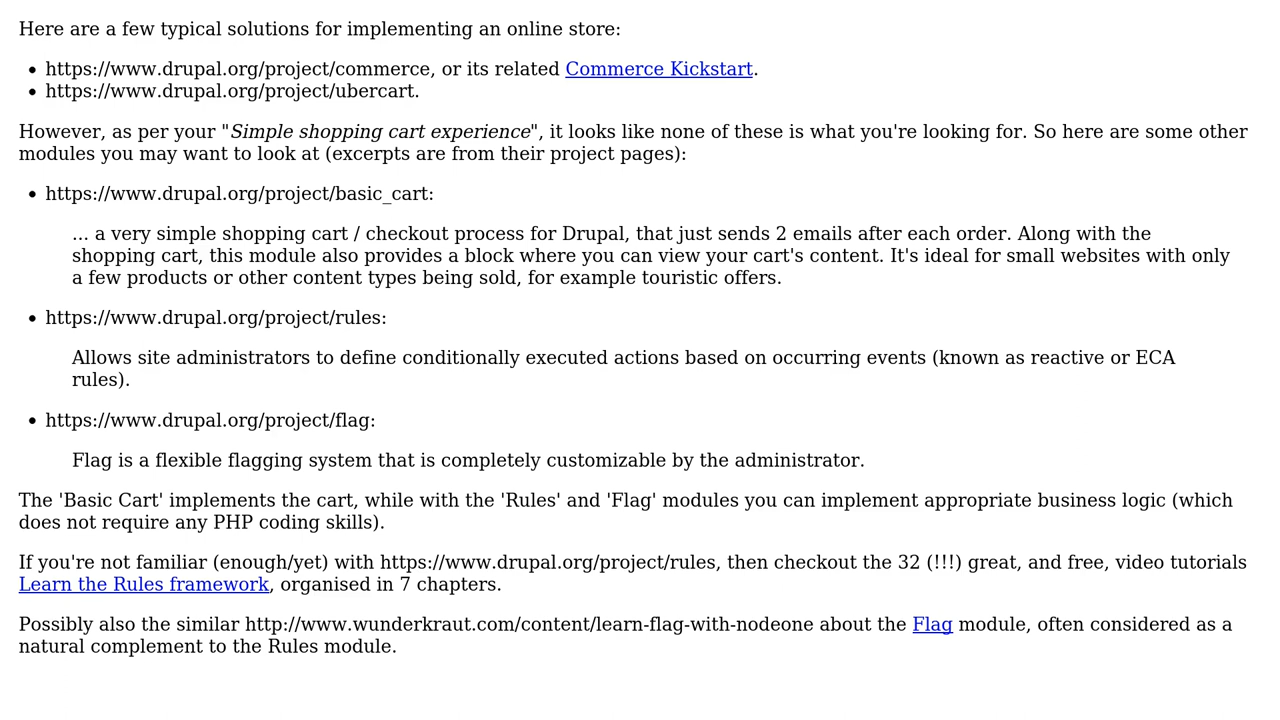 Here are a few typical solutions for implementing an online store:
• https://www.drupal.org/project/commerce, or its related Commerce Kickstart.
• https://www.drupal.org/project/ubercart.
However, as per your "Simple shopping cart experience", it looks like none of these is what you're looking for. So here are some other
modules you may want to look at (excerpts are from their project pages):
• https://www.drupal.org/project/basic_cart:
... a very simple shopping cart / checkout process for Drupal, that just sends 2 emails after each order. Along with the
shopping cart, this module also provides a block where you can view your cart's content. It's ideal for small websites with only
a few products or other content types being sold, for example touristic offers.
• https://www.drupal.org/project/rules:
Allows site administrators to define conditionally executed actions based on occurring events (known as reactive or ECA
rules).
• https://www.drupal.org/project/flag:
Flag is a flexible flagging system that is completely customizable by the administrator.
The 'Basic Cart' implements the cart, while with the 'Rules' and 'Flag' modules you can implement appropriate business logic (which
does not require any PHP coding skills).
If you're not familiar (enough/yet) with https://www.drupal.org/project/rules, then checkout the 32 (!!!) great, and free, video tutorials
Learn the Rules framework, organised in 7 chapters.
Possibly also the similar http://www.wunderkraut.com/content/learn-flag-with-nodeone about the Flag module, often considered as a
natural complement to the Rules module.